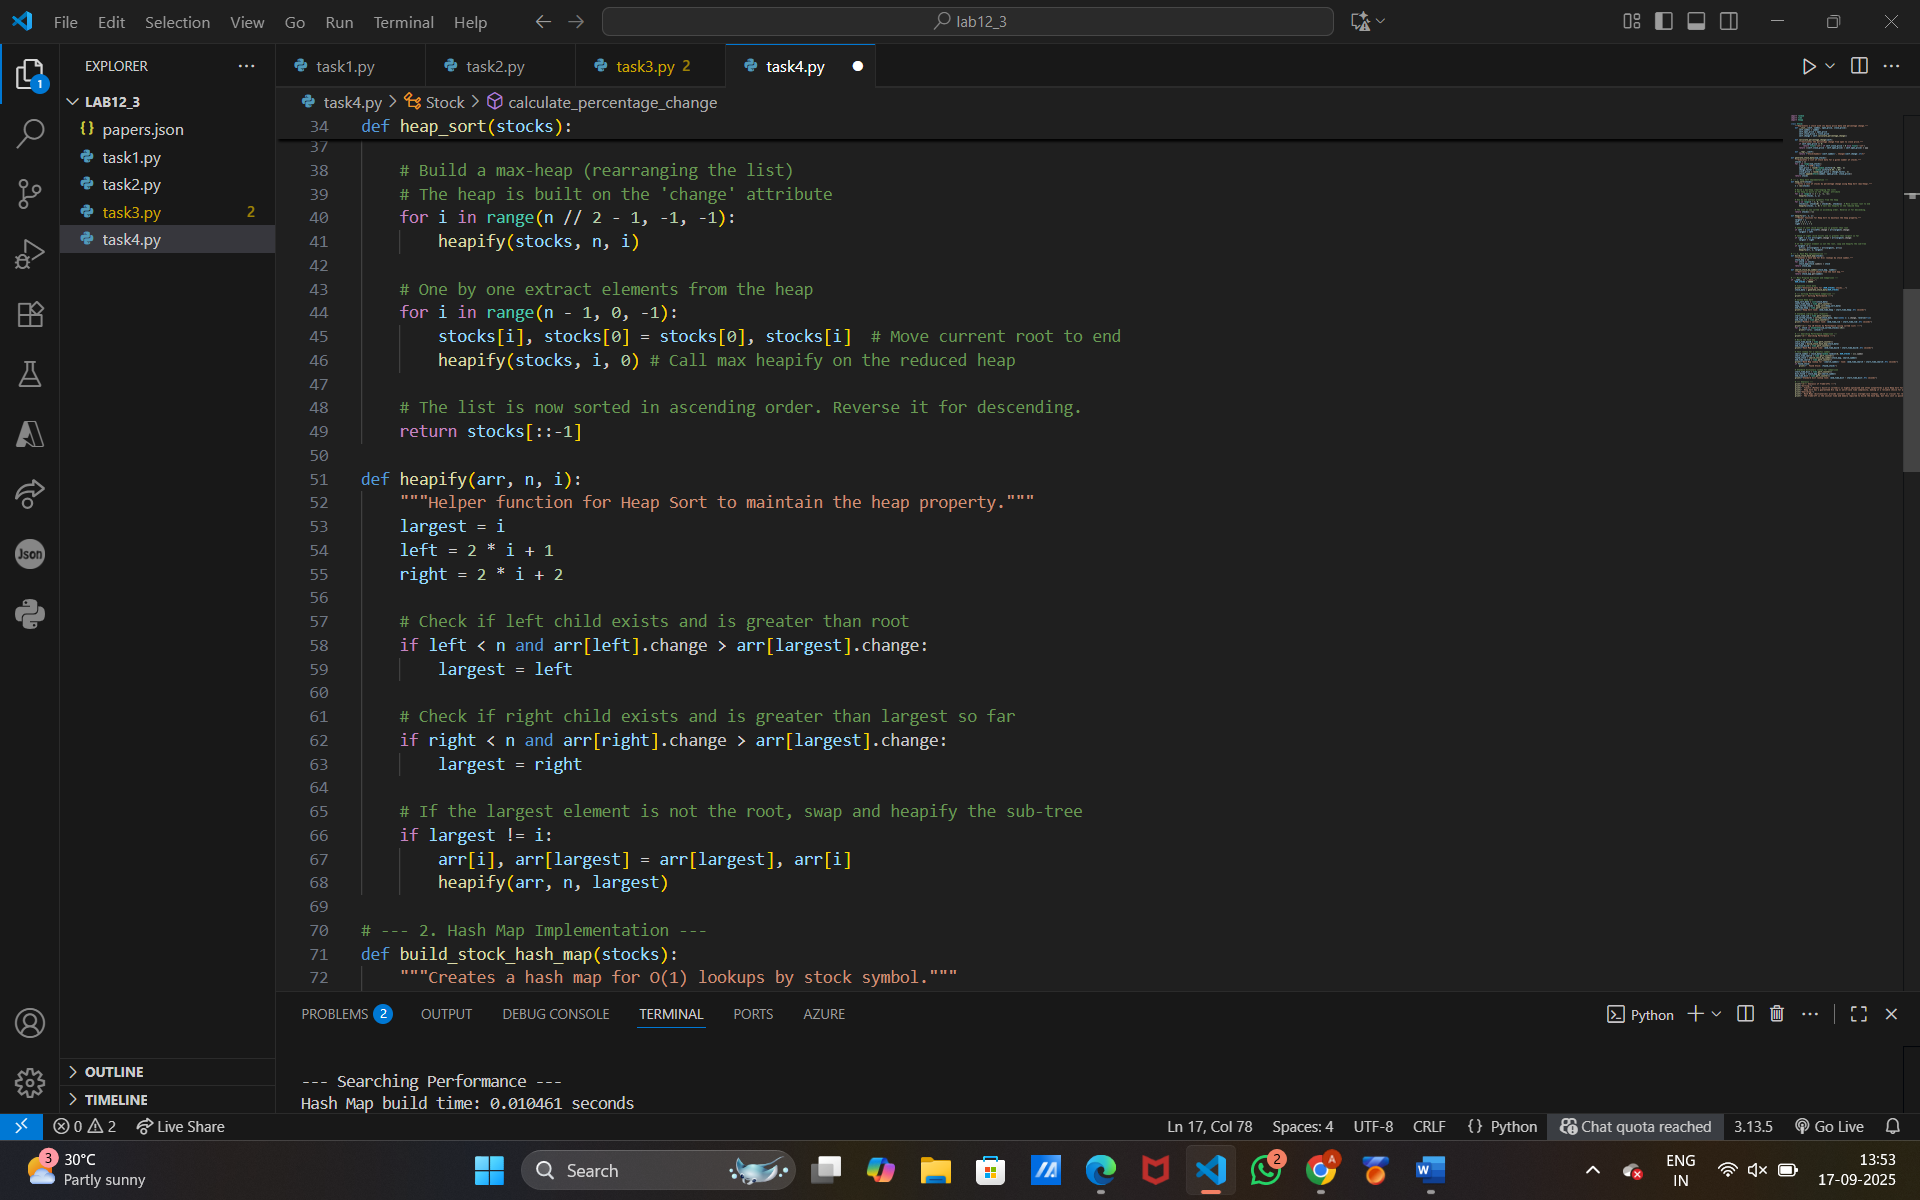 File Edit Selection View Go Run Terminal Help
lab12_3
EXPLORER
task1.py
task2.py
task3.py 2
task4.py
LAB12_3
papers.json
task1.py
task2.py
task3.py 2
task4.py
1
task4.py > Stock > calculate_percentage_change
34 def heap_sort(stocks):
37
38 # Build a max-heap (rearranging the list)
39 # The heap is built on the 'change' attribute
40 for i in range(n // 2 - 1, -1, -1):
41 heapify(stocks, n, i)
42
43 # One by one extract elements from the heap
44 for i in range(n - 1, 0, -1):
45 stocks[i], stocks[0] = stocks[0], stocks[i]  # Move current root to end
46 heapify(stocks, i, 0) # Call max heapify on the reduced heap
47
48 # The list is now sorted in ascending order. Reverse it for descending.
49 return stocks[::-1]
50
51 def heapify(arr, n, i):
52 """Helper function for Heap Sort to maintain the heap property."""
53 largest = i
54 left = 2 * i + 1
55 right = 2 * i + 2
56
57 # Check if left child exists and is greater than root
58 if left < n and arr[left].change > arr[largest].change:
59 largest = left
60
61 # Check if right child exists and is greater than largest so far
62 if right < n and arr[right].change > arr[largest].change:
63 largest = right
64
65 # If the largest element is not the root, swap and heapify the sub-tree
66 if largest != i:
67 arr[i], arr[largest] = arr[largest], arr[i]
68 heapify(arr, n, largest)
69
70 # --- 2. Hash Map Implementation ---
71 def build_stock_hash_map(stocks):
72 """Creates a hash map for O(1) lookups by stock symbol."""
Json
OUTLINE
TIMELINE
PROBLEMS 2 OUTPUT DEBUG CONSOLE TERMINAL PORTS AZURE
Python
--- Searching Performance ---
Hash Map build time: 0.010461 seconds
0 2 Live Share
Ln 17, Col 78 Spaces: 4 UTF-8 CRLF {} Python Chat quota reached 3.13.5 Go Live
3
30°C
Partly sunny
Search
2
A
ENG
IN
13:53
17-09-2025